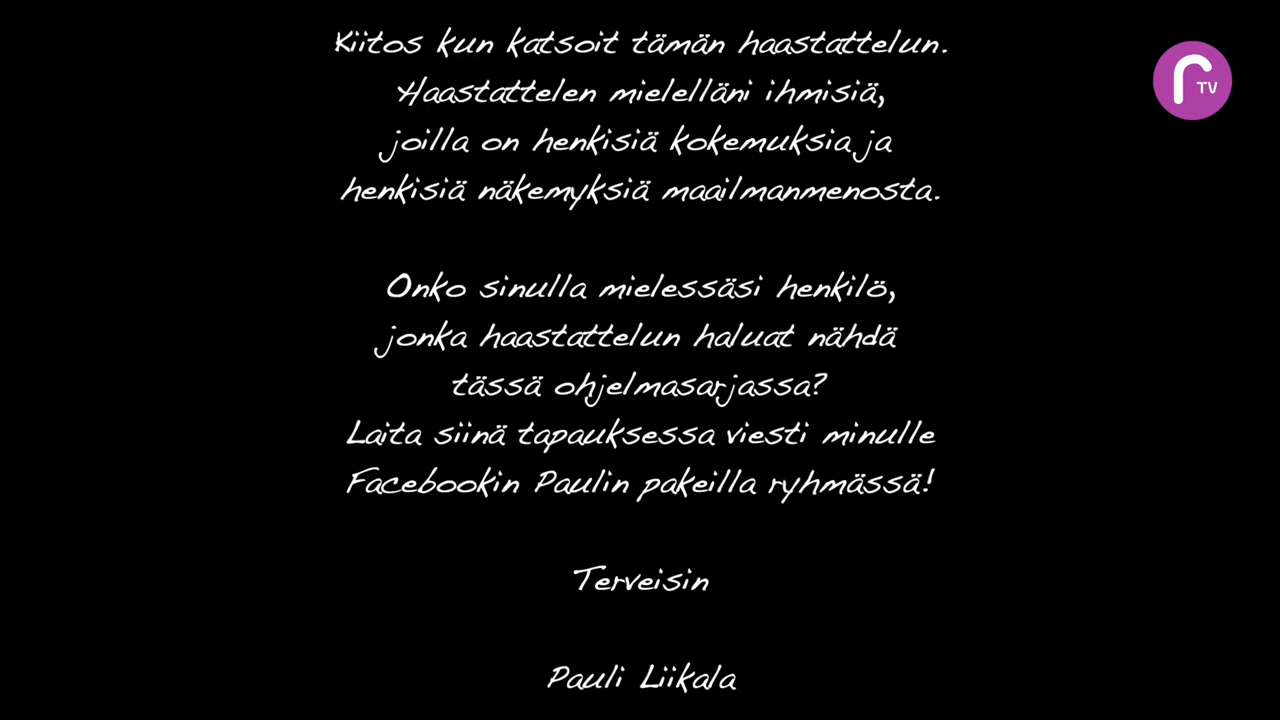 Kiitos kun katsoit tämän haastattelun.
Haastattelen mielelläni ihmisiä,
joilla on henkisiä kokemuksia ja
henkisiä näkemyksiä maailmanmenosta.
Onko sinulla mielessäsi henkilö,
jonka haastattelun haluat nähdä
tässä ohjelmasarjassa?
Laita siinä tapauksessa viesti minulle
Facebookin Paulin pakeilla ryhmässä!
Terveisin
Pauli Liikala
r TV